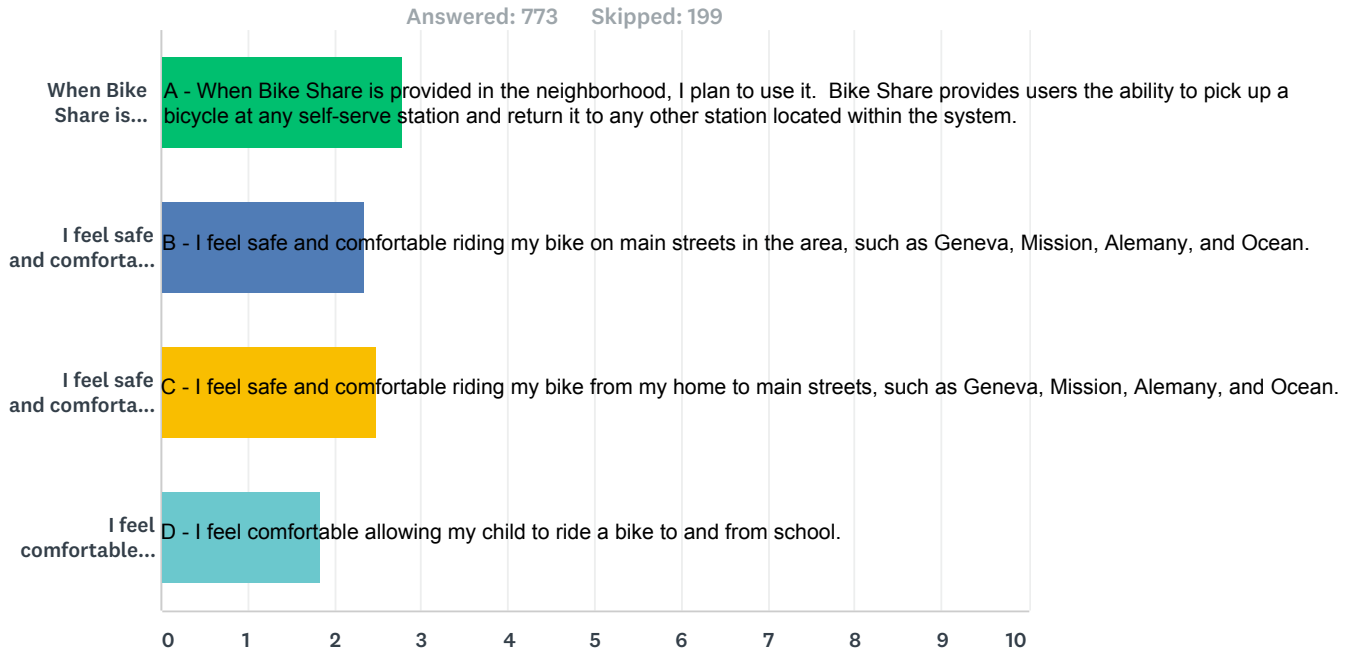 Answered: 773 Skipped: 199
When Bike
Share is...
A - When Bike Share is provided in the neighborhood, I plan to use it.  Bike Share provides users the ability to pick up a
bicycle at any self-serve station and return it to any other station located within the system.
I feel safe
and comforta...
B - I feel safe and comfortable riding my bike on main streets in the area, such as Geneva, Mission, Alemany, and Ocean.
I feel safe
and comforta...
C - I feel safe and comfortable riding my bike from my home to main streets, such as Geneva, Mission, Alemany, and Ocean.
I feel
comfortable...
D - I feel comfortable allowing my child to ride a bike to and from school.
0 1 2 3 4 5 6 7 8 9 10